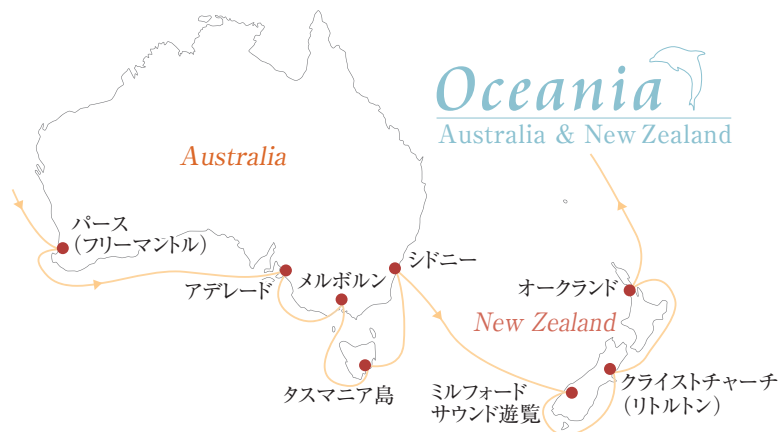 Oceania
Australia & New Zealand
Australia
パース
（フリーマントル）
アデレード
メルボルン
シドニー
タスマニア島
オークランド
New Zealand
ミルフォード
サウンド遊覧
クライストチャーチ
（リトルトン）